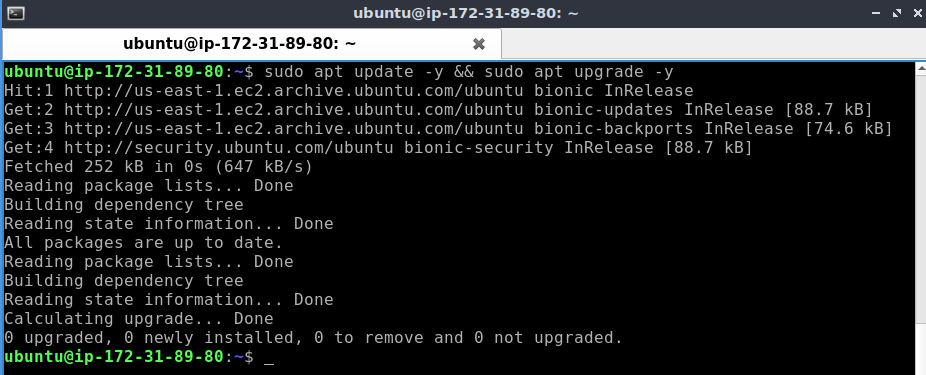 ubuntu@ip-172-31-89-80: ~
ubuntu@ip-172-31-89-80: ~
ubuntu@ip-172-31-89-80:~$ sudo apt update -y && sudo apt upgrade -y
Hit:1 http://us-east-1.ec2.archive.ubuntu.com/ubuntu bionic InRelease
Get:2 http://us-east-1.ec2.archive.ubuntu.com/ubuntu bionic-updates InRelease [88.7 kB]
Get:3 http://us-east-1.ec2.archive.ubuntu.com/ubuntu bionic-backports InRelease [74.6 kB]
Get:4 http://security.ubuntu.com/ubuntu bionic-security InRelease [88.7 kB]
Fetched 252 kB in 0s (647 kB/s)
Reading package lists... Done
Building dependency tree
Reading state information... Done
All packages are up to date.
Reading package lists... Done
Building dependency tree
Reading state information... Done
Calculating upgrade... Done
0 upgraded, 0 newly installed, 0 to remove and 0 not upgraded.
ubuntu@ip-172-31-89-80:~$ _